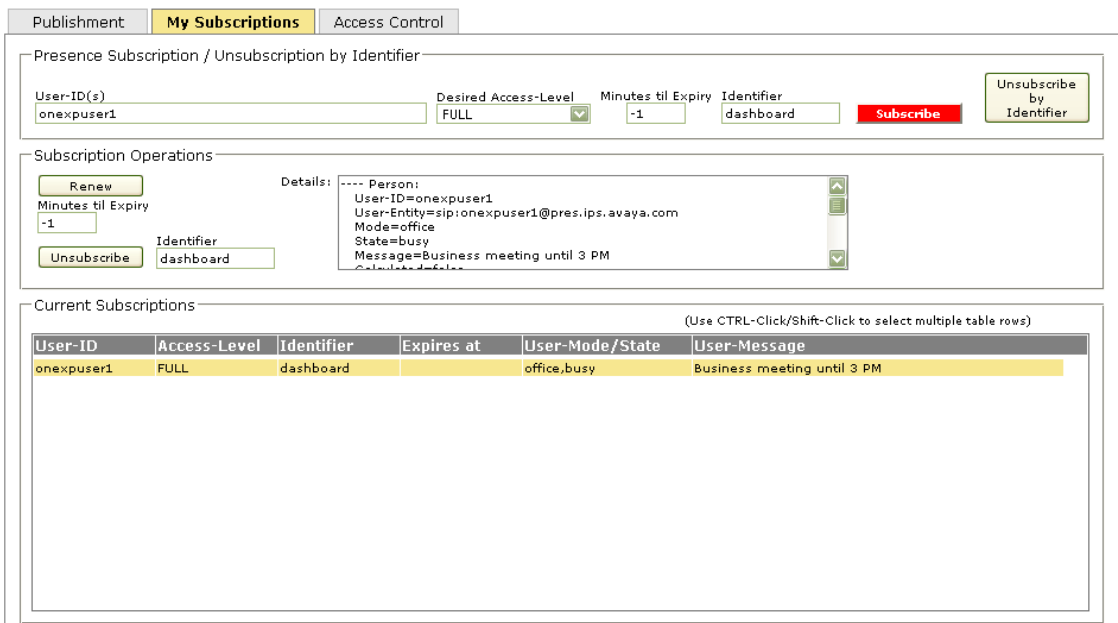 Publishment My Subscriptions Access Control
Presence Subscription / Unsubscription by Identifier
User-ID(s) Desired Access-Level Minutes til Expiry Identifier
onexpuser1 FULL -1 dashboard Subscribe
Unsubscribe
by
Identifier
Subscription Operations
Renew
Minutes til Expiry
-1
Identifier
Unsubscribe dashboard
Details: ---- Person:
User-ID=onexpuser1
User-Entity=sip:onexpuser1@pres.ips.avaya.com
Mode=office
State=busy
Message=Business meeting until 3 PM
Current Subscriptions
(Use CTRL-Click/Shift-Click to select multiple table rows)
User-ID Access-Level Identifier Expires at User-Mode/State User-Message
onexpuser1 FULL dashboard office,busy Business meeting until 3 PM